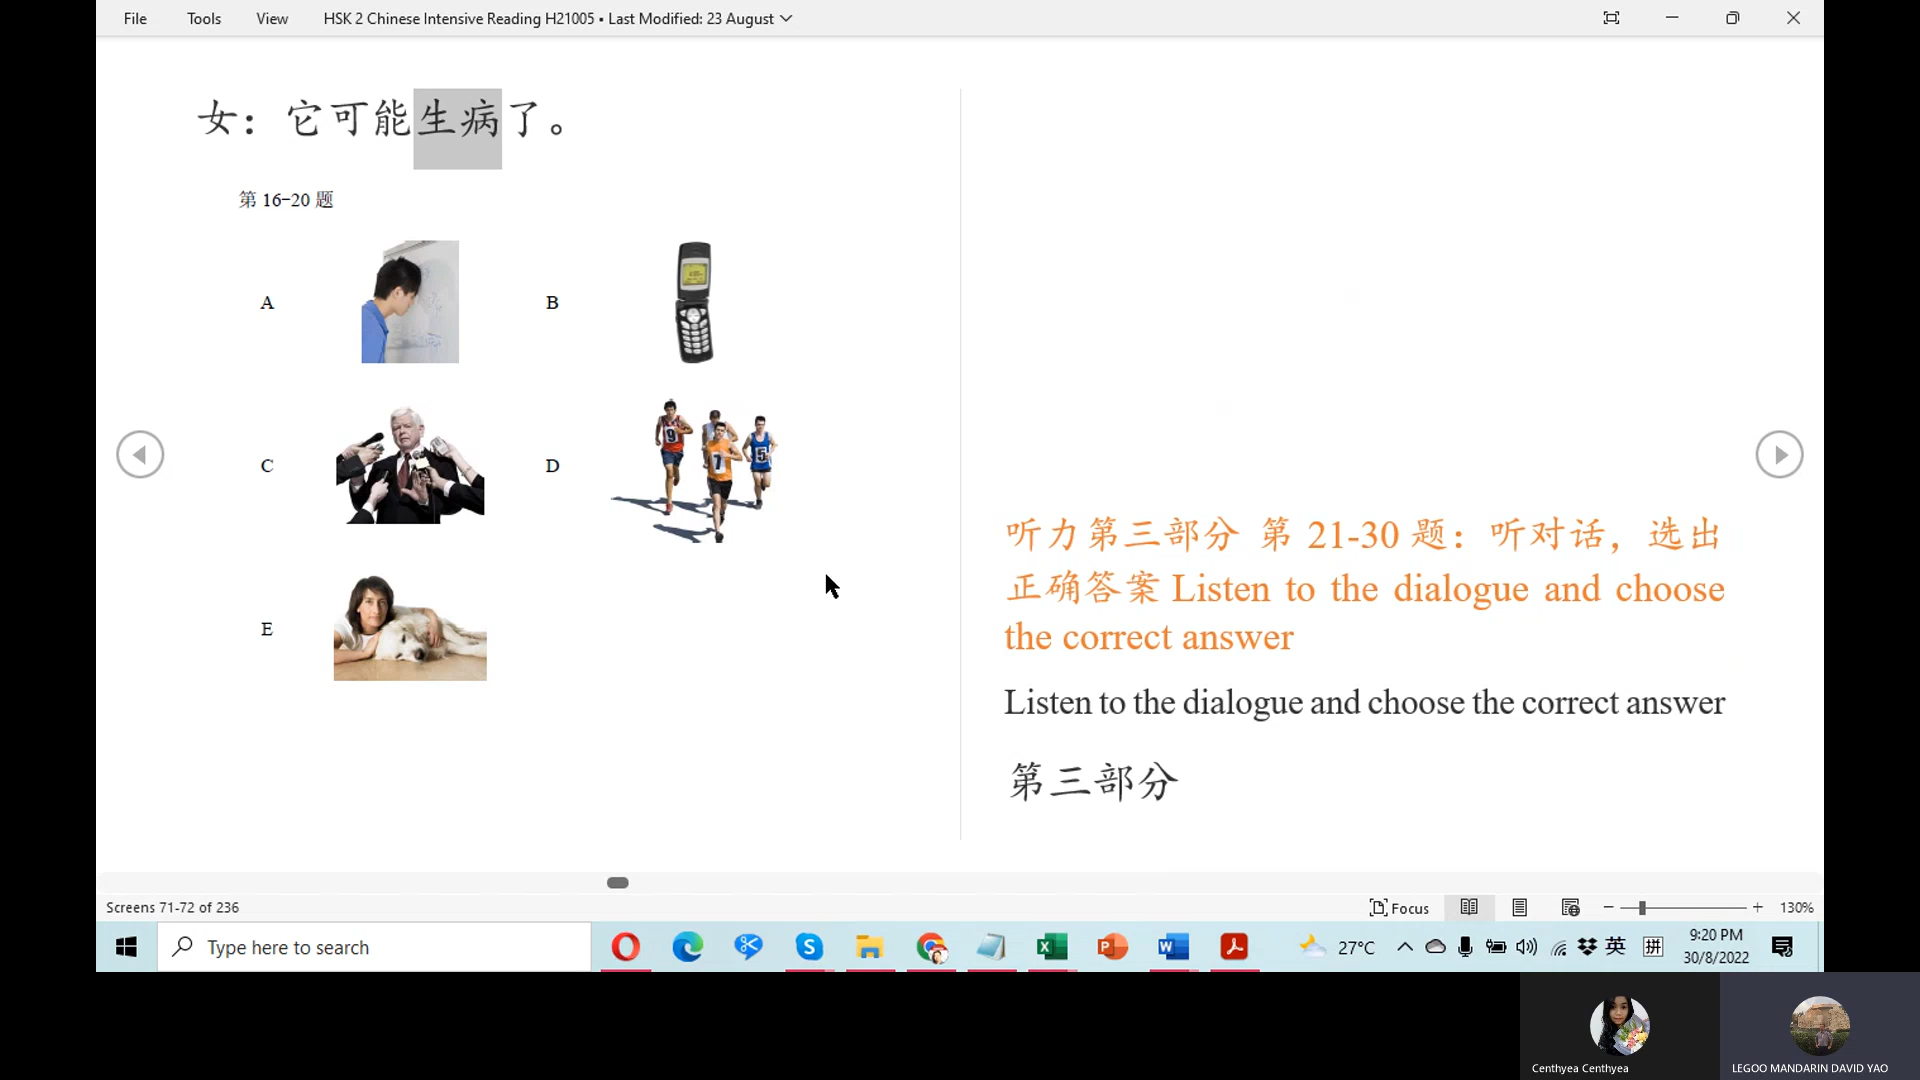 File Tools View HSK 2 Chinese Intensive Reading H21005 • Last Modified: 23 August
女：它可能生病了。
第 16-20 题
A
B
C
D
9
7
5
E
听力第三部分 第 21-30 题：听对话，选出
正确答案 Listen to the dialogue and choose
the correct answer
Listen to the dialogue and choose the correct answer
第三部分
Screens 71-72 of 236
Focus
130%
Type here to search
27°C
英
拼
9:20 PM
30/8/2022
Centhyea Centhyea
LEGOO MANDARIN DAVID YAO